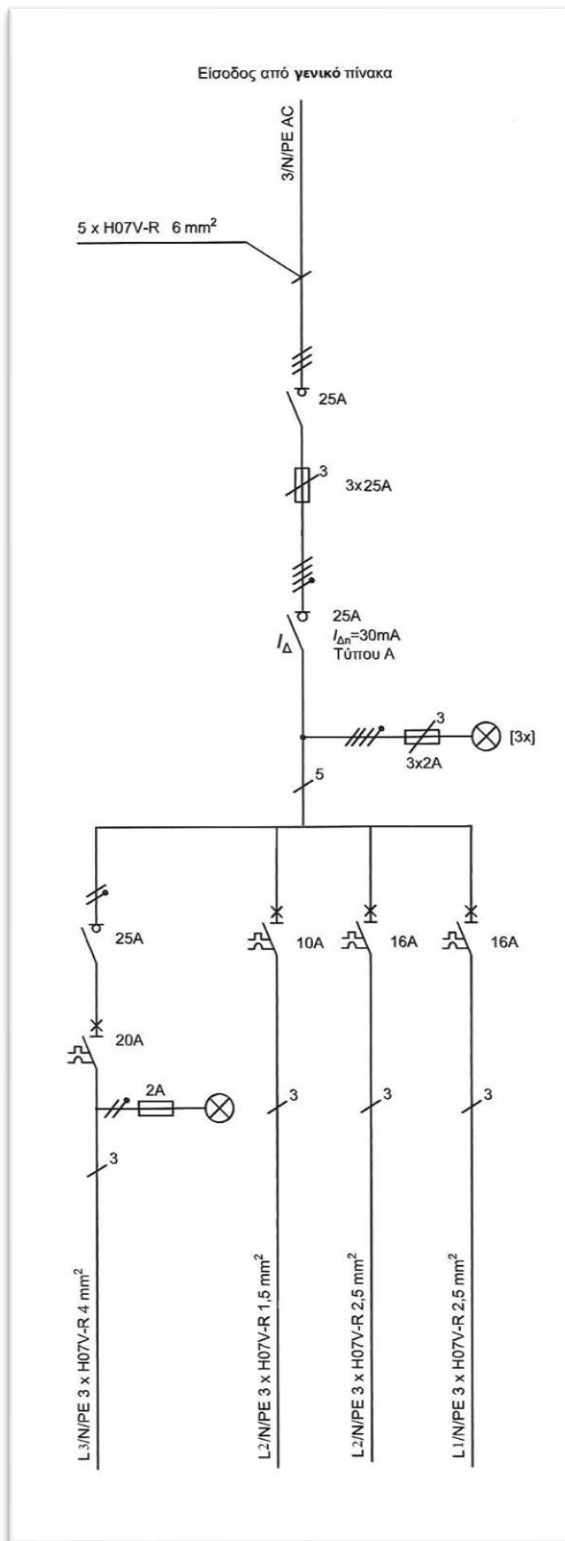 Είσοδος από γενικό πίνακα
3/N/PE AC
5 x H07V-R 6 mm²
25A
3
3x25A
25A
I_Δ
I_Δn=30mA
Τύπου Α
3
[3x]
3x2A
5
25A
10A
16A
16A
20A
2A
3
3
3
3
L3/N/PE 3 x H07V-R 4 mm²
L2/N/PE 3 x H07V-R 1,5 mm²
L2/N/PE 3 x H07V-R 2,5 mm²
L1/N/PE 3 x H07V-R 2,5 mm²